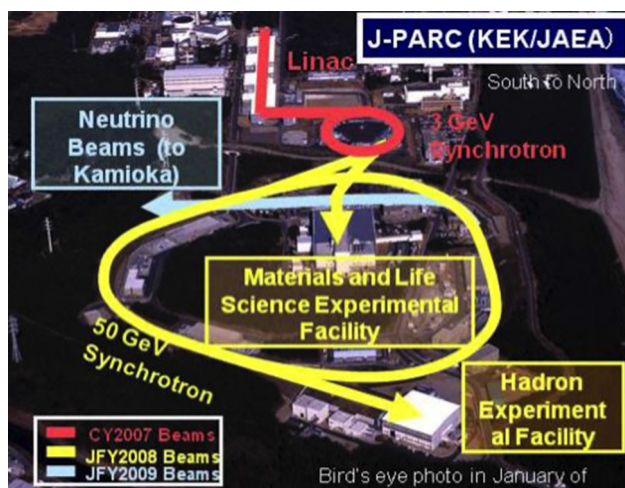 J-PARC (KEK/JAEA)
Linac
South to North
Neutrino
Beams (to
Kamioka)
3 GeV
Synchrotron
Materials and Life
Science Experimental
Facility
50 GeV
Synchrotron
Hadron
Experiment
al Facility
CY2007 Beams
JFY2008 Beams
JFY2009 Beams
Bird's eye photo in January of